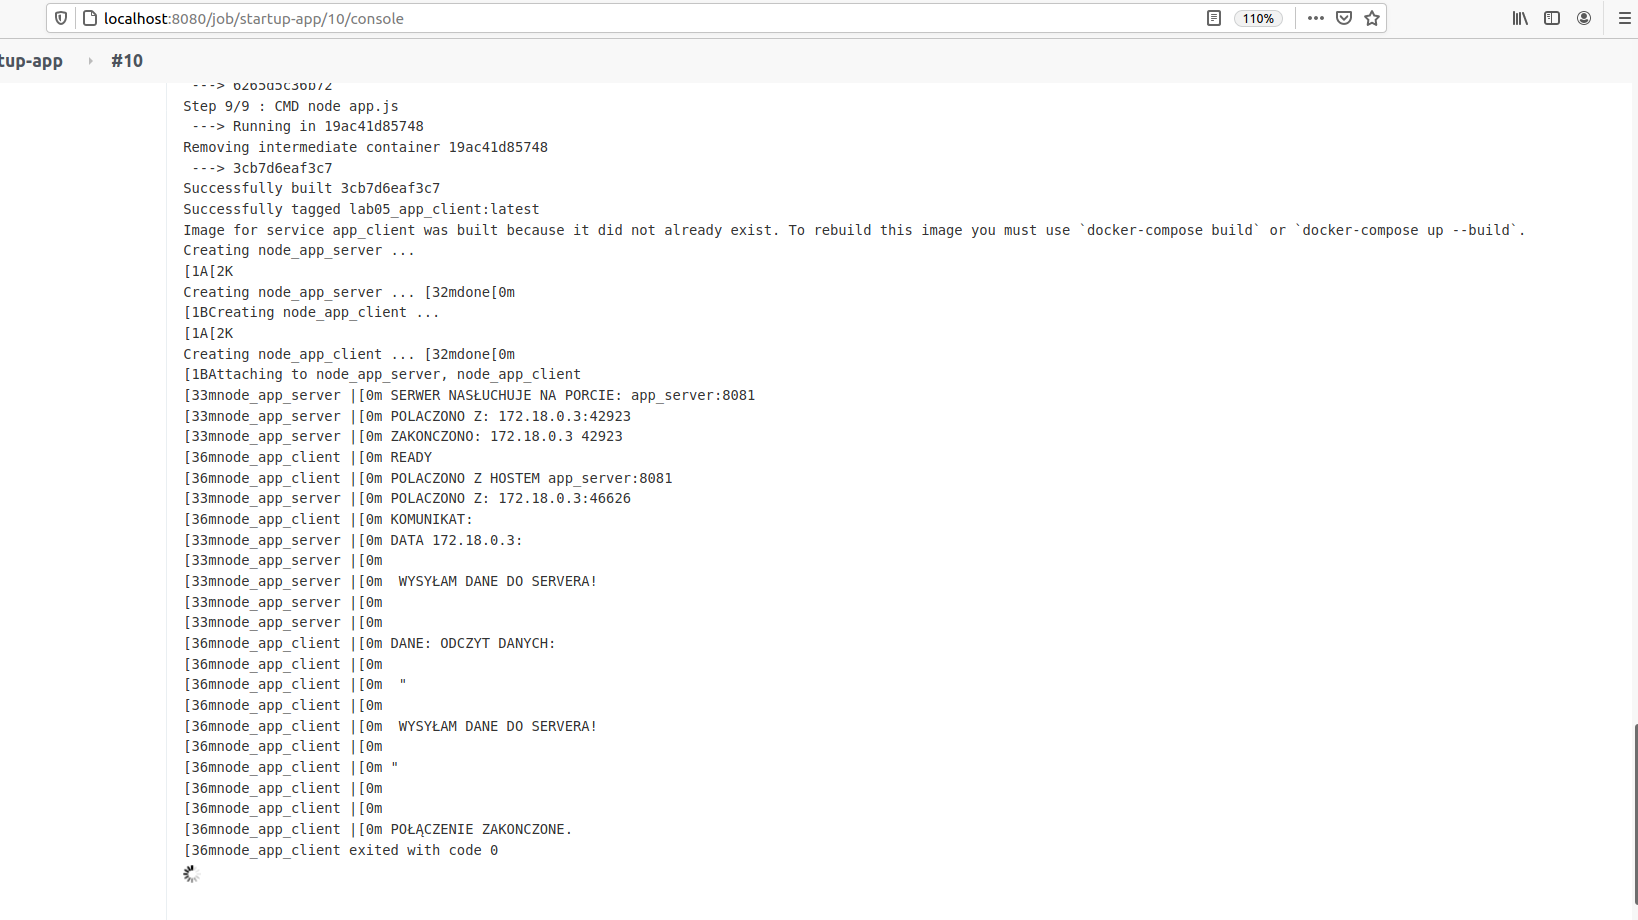 localhost:8080/job/startup-app/10/console
110%
tup-app
#10
---> 6265d5c36b72
Step 9/9 : CMD node app.js
---> Running in 19ac41d85748
Removing intermediate container 19ac41d85748
---> 3cb7d6eaf3c7
Successfully built 3cb7d6eaf3c7
Successfully tagged lab05_app_client:latest
Image for service app_client was built because it did not already exist. To rebuild this image you must use `docker-compose build` or `docker-compose up --build`.
Creating node_app_server ...
[1A[2K
Creating node_app_server ... [32mdone[0m
[1BCreating node_app_client ...
[1A[2K
Creating node_app_client ... [32mdone[0m
[1BAttaching to node_app_server, node_app_client
[33mnode_app_server |[0m SERWER NASŁUCHUJE NA PORCIE: app_server:8081
[33mnode_app_server |[0m POLACZONO Z: 172.18.0.3:42923
[33mnode_app_server |[0m ZAKONCZONO: 172.18.0.3 42923
[36mnode_app_client |[0m READY
[36mnode_app_client |[0m POLACZONO Z HOSTEM app_server:8081
[33mnode_app_server |[0m POLACZONO Z: 172.18.0.3:46626
[36mnode_app_client |[0m KOMUNIKAT:
[33mnode_app_server |[0m DATA 172.18.0.3:
[33mnode_app_server |[0m
[33mnode_app_server |[0m  WYSYŁAM DANE DO SERVERA!
[33mnode_app_server |[0m
[33mnode_app_server |[0m
[36mnode_app_client |[0m DANE: ODCZYT DANYCH:
[36mnode_app_client |[0m
[36mnode_app_client |[0m  "
[36mnode_app_client |[0m
[36mnode_app_client |[0m  WYSYŁAM DANE DO SERVERA!
[36mnode_app_client |[0m
[36mnode_app_client |[0m "
[36mnode_app_client |[0m
[36mnode_app_client |[0m
[36mnode_app_client |[0m POŁĄCZENIE ZAKONCZONE.
[36mnode_app_client exited with code 0